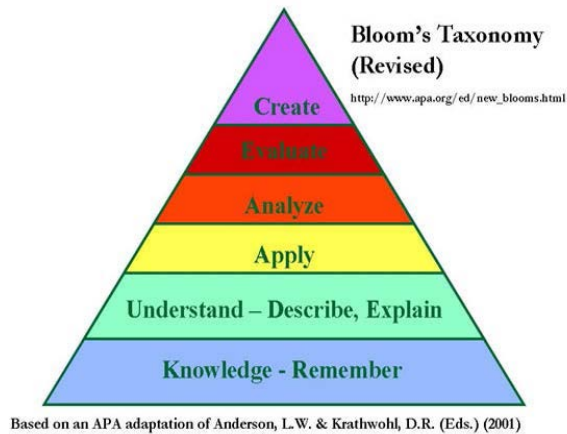 Bloom's Taxonomy
(Revised)
http://www.apa.org/ed/new_blooms.html
Create
Evaluate
Analyze
Apply
Understand – Describe, Explain
Knowledge - Remember
Based on an APA adaptation of Anderson, L.W. & Krathwohl, D.R. (Eds.) (2001)